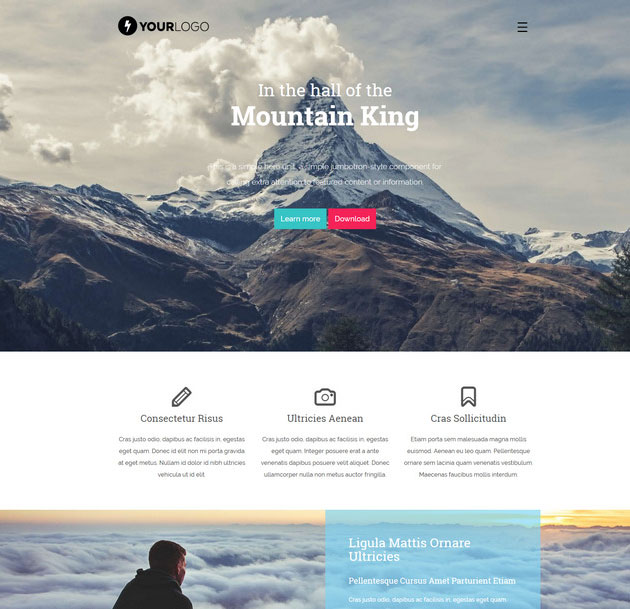 YOURLOGO
In the hall of the
Mountain King
This is a simple hero unit, a simple jumbotron-style component for
calling extra attention to featured content or information.
Learn more Download
Consectetur Risus
Cras justo odio, dapibus ac facilisis in, egestas
eget quam. Donec id elit non mi porta gravida
at eget metus. Nullam id dolor id nibh ultricies
vehicula ut id elit.
Ultricies Aenean
Cras justo odio, dapibus ac facilisis in, egestas
eget quam. Integer posuere erat a ante
venenatis dapibus posuere velit aliquet. Donec
ullamcorper nulla non metus auctor fringilla.
Cras Sollicitudin
Etiam porta sem malesuada magna mollis
euismod. Aenean eu leo quam. Pellentesque
ornare sem lacinia quam venenatis vestibulum.
Maecenas faucibus mollis interdum.
Ligula Mattis Ornare
Ultricies
Pellentesque Cursus Amet Parturient Etiam
Cras justo odio, dapibus ac facilisis in, egestas eget quam.